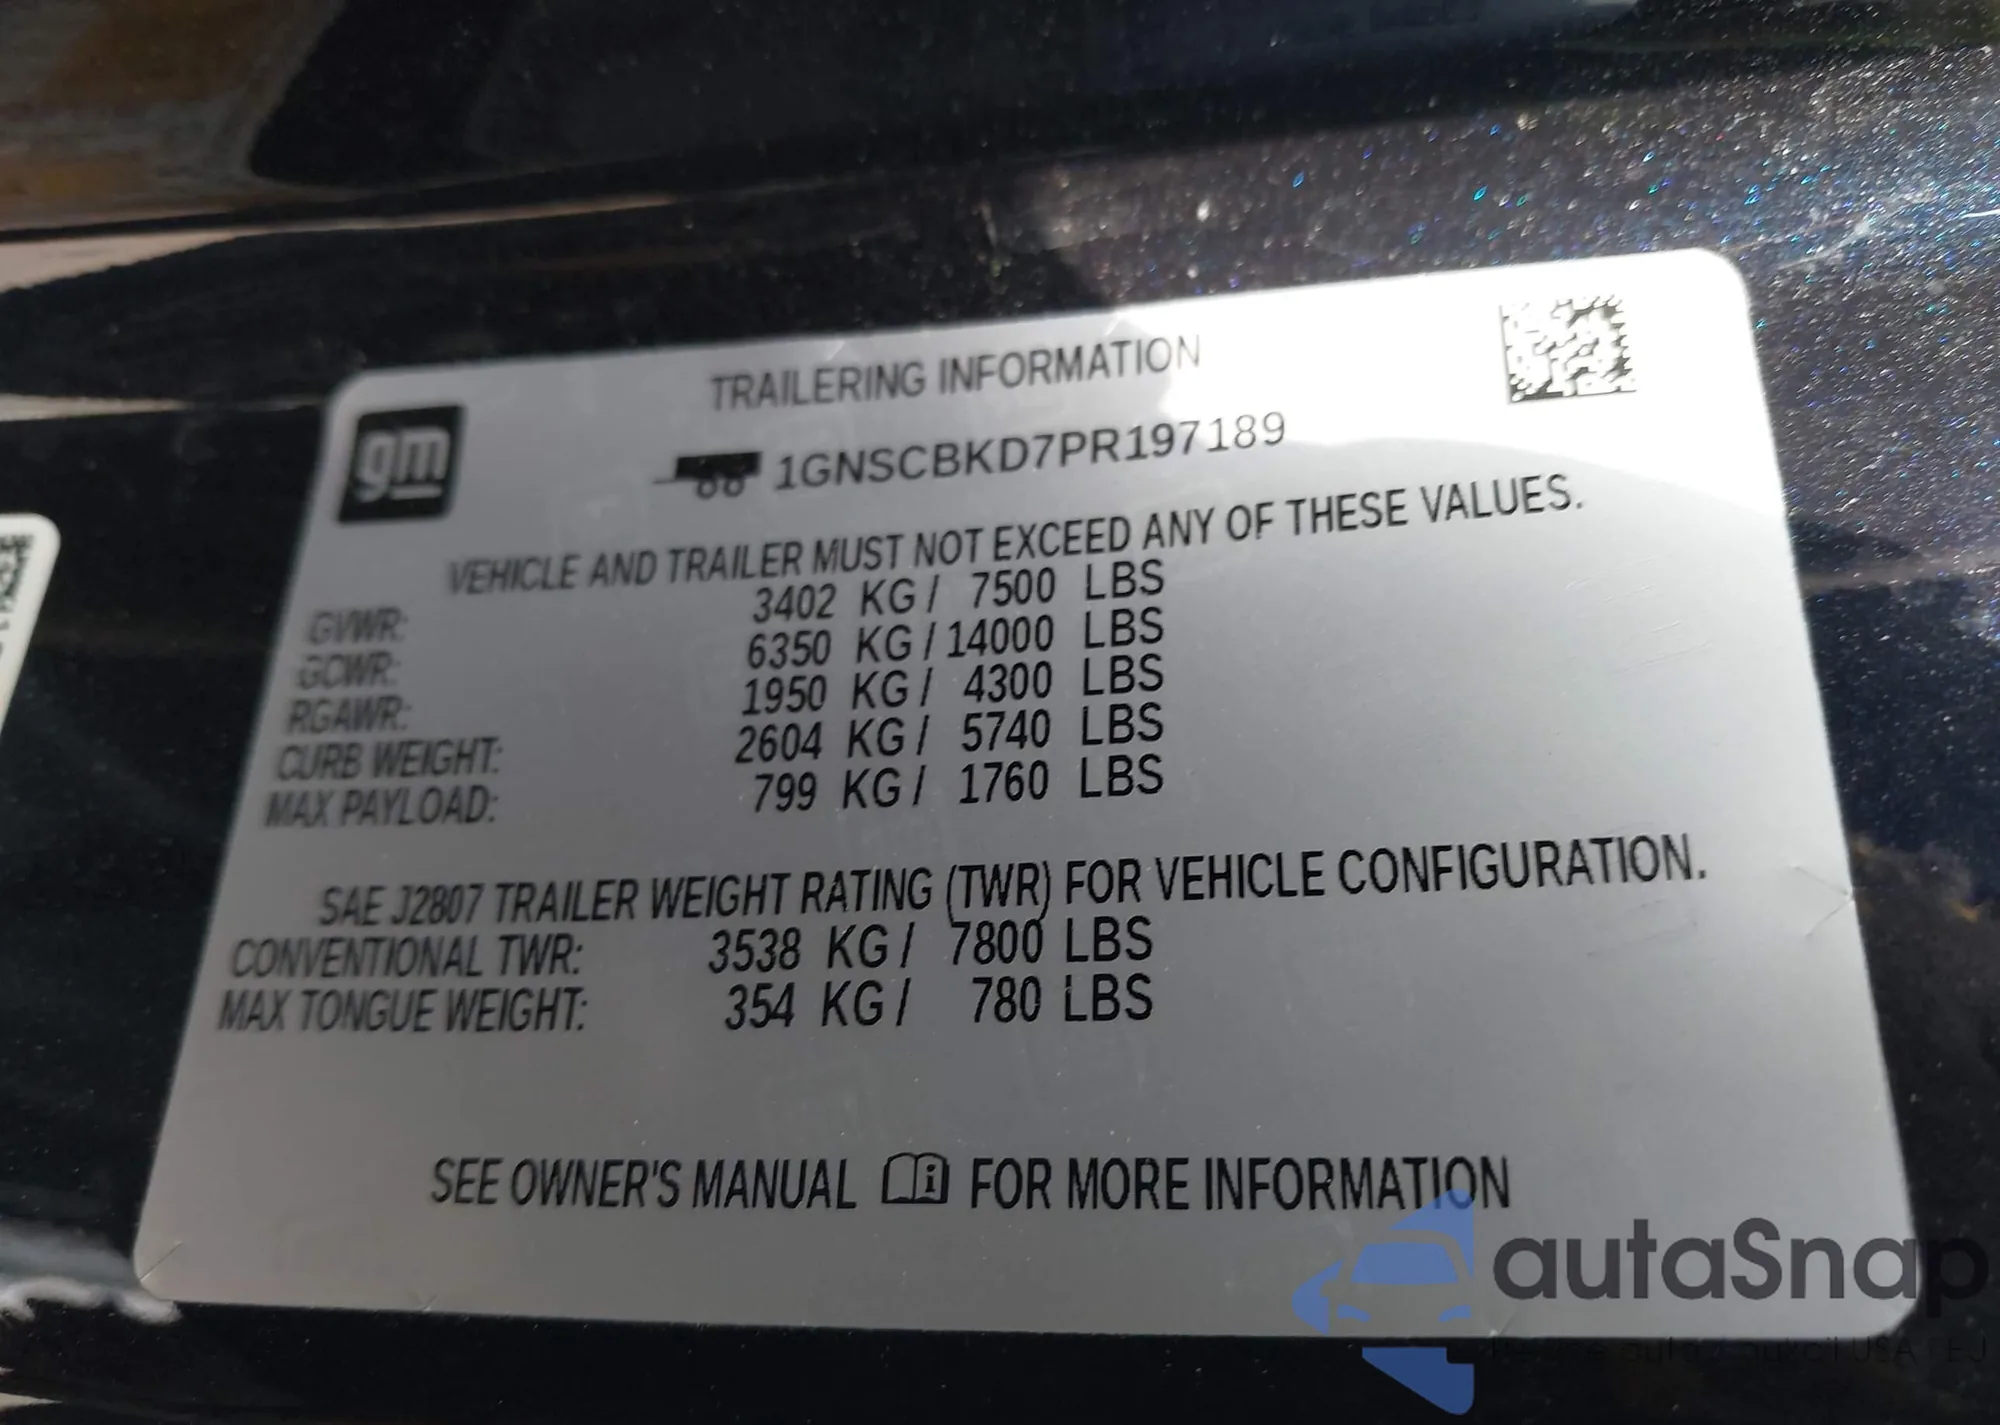 TRAILERING INFORMATION
gm
1GNSCBKD7PR197189
VEHICLE AND TRAILER MUST NOT EXCEED ANY OF THESE VALUES.
GVWR: 3402 KG / 7500 LBS
GCWR: 6350 KG / 14000 LBS
RGAWR: 1950 KG / 4300 LBS
CURB WEIGHT: 2604 KG / 5740 LBS
MAX PAYLOAD: 799 KG / 1760 LBS
SAE J2807 TRAILER WEIGHT RATING (TWR) FOR VEHICLE CONFIGURATION.
CONVENTIONAL TWR: 3538 KG / 7800 LBS
MAX TONGUE WEIGHT: 354 KG / 780 LBS
SEE OWNER'S MANUAL FOR MORE INFORMATION
autaSnap